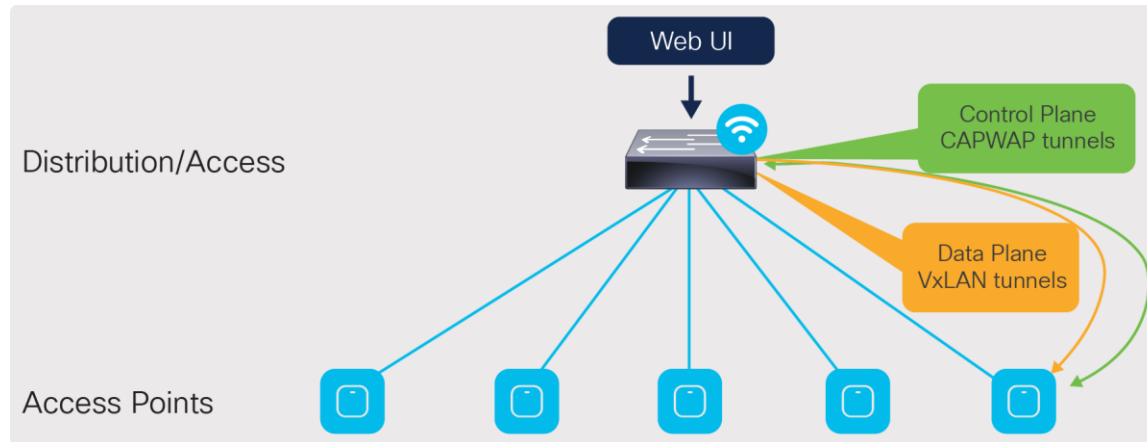 Web UI
Control Plane
CAPWAP tunnels
Distribution/Access
Data Plane
VxLAN tunnels
Access Points